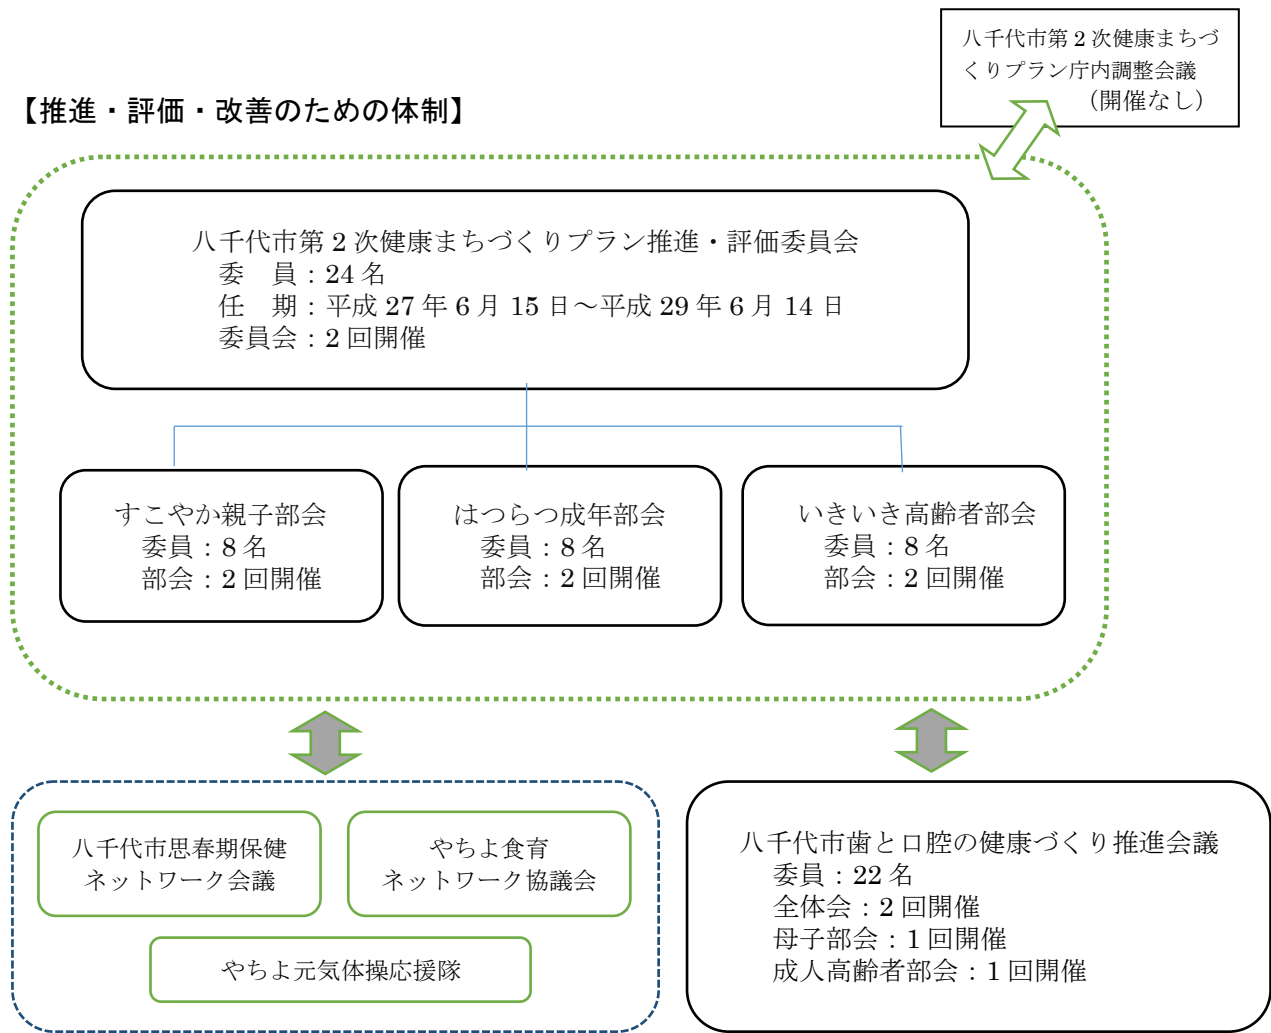 八千代市第2次健康まちづ
くりプラン庁内調整会議
（開催なし）
【推進・評価・改善のための体制】
八千代市第2次健康まちづくりプラン推進・評価委員会
委　員：24名
任　期：平成27年6月15日～平成29年6月14日
委員会：2回開催
すこやか親子部会
委員：8名
部会：2回開催
はつらつ成年部会
委員：8名
部会：2回開催
いきいき高齢者部会
委員：8名
部会：2回開催
八千代市思春期保健
ネットワーク会議
やちよ食育
ネットワーク協議会
やちよ元気体操応援隊
八千代市歯と口腔の健康づくり推進会議
委員：22名
全体会：2回開催
母子部会：1回開催
成人高齢者部会：1回開催